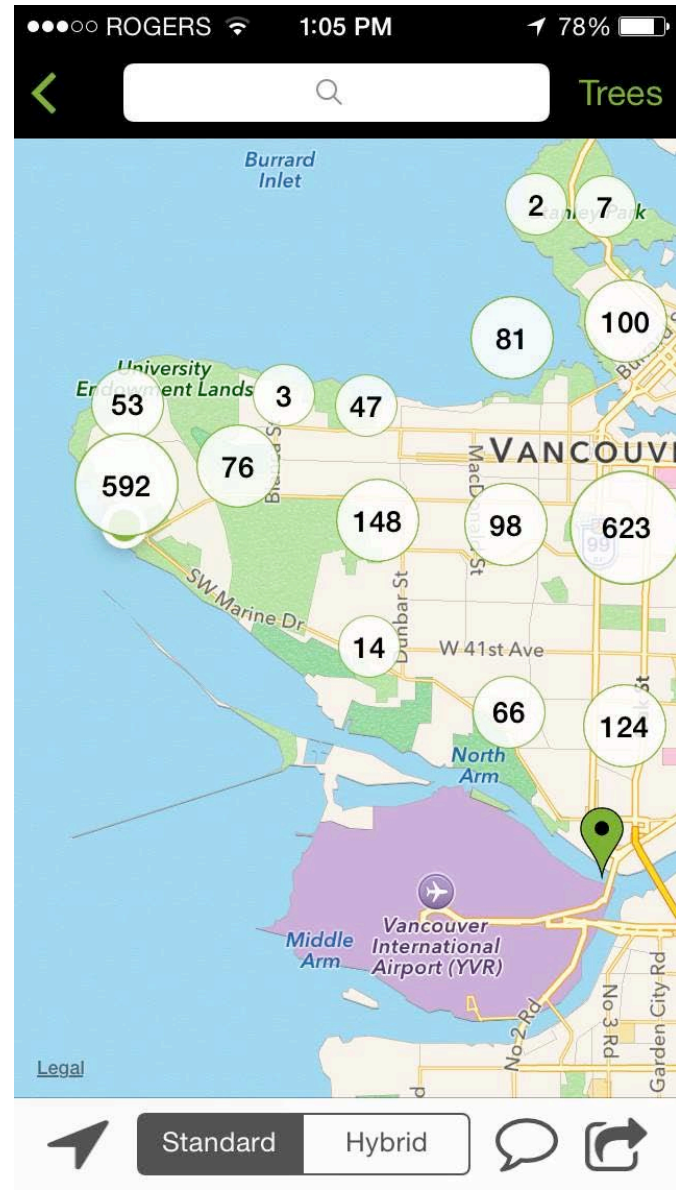 ROGERS 1:05 PM 78%
Trees
Burrard
Inlet
2 7
81 100
University
Endowment Lands
53 3 47
VANCOUV
592 76
148 98 623
99
MacDonald St
SW Marine Dr
Dunbar St
14 W 41st Ave
66 124
North
Arm
Vancouver
International
Airport (YVR)
Middle
Arm
No 2 Rd
No 3 Rd
Garden City Rd
Legal
Standard Hybrid